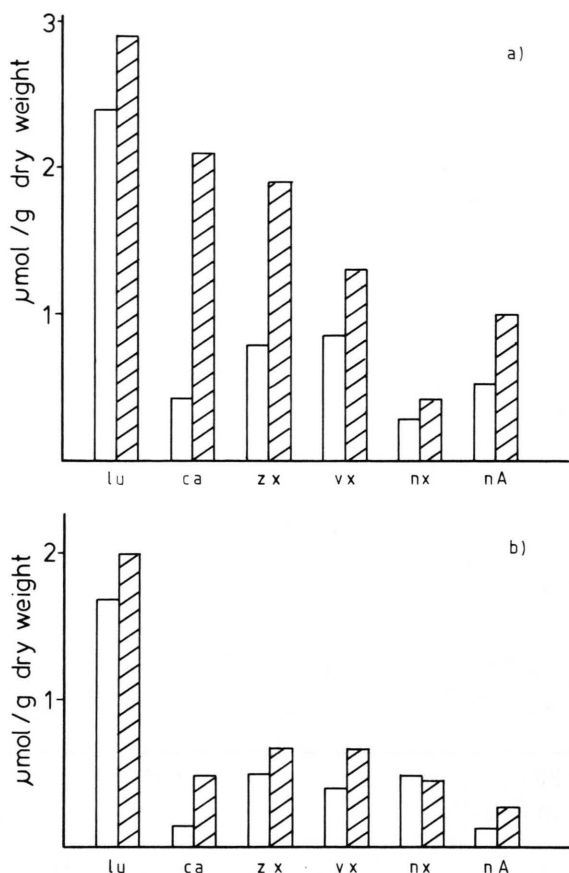 a)
μmol/g dry weight
3
2
1
lu ca zx vx nx nA
b)
μmol/g dry weight
2
1
lu ca zx vx nx nA